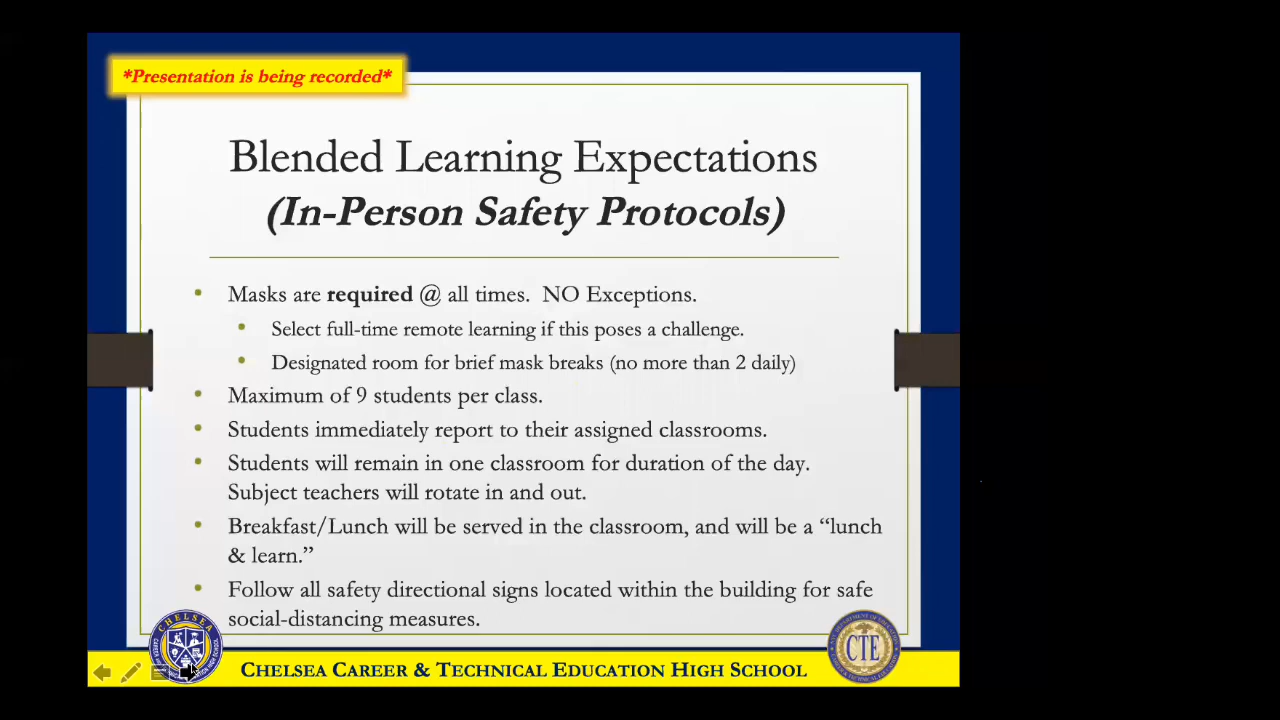 *Presentation is being recorded*
Blended Learning Expectations
(In-Person Safety Protocols)
• Masks are required @ all times.  NO Exceptions.
• Select full-time remote learning if this poses a challenge.
• Designated room for brief mask breaks (no more than 2 daily)
• Maximum of 9 students per class.
• Students immediately report to their assigned classrooms.
• Students will remain in one classroom for duration of the day.
Subject teachers will rotate in and out.
• Breakfast/Lunch will be served in the classroom, and will be a “lunch
& learn.”
• Follow all safety directional signs located within the building for safe
social-distancing measures.
CHELSEA
CTE
CHELSEA CAREER & TECHNICAL EDUCATION HIGH SCHOOL